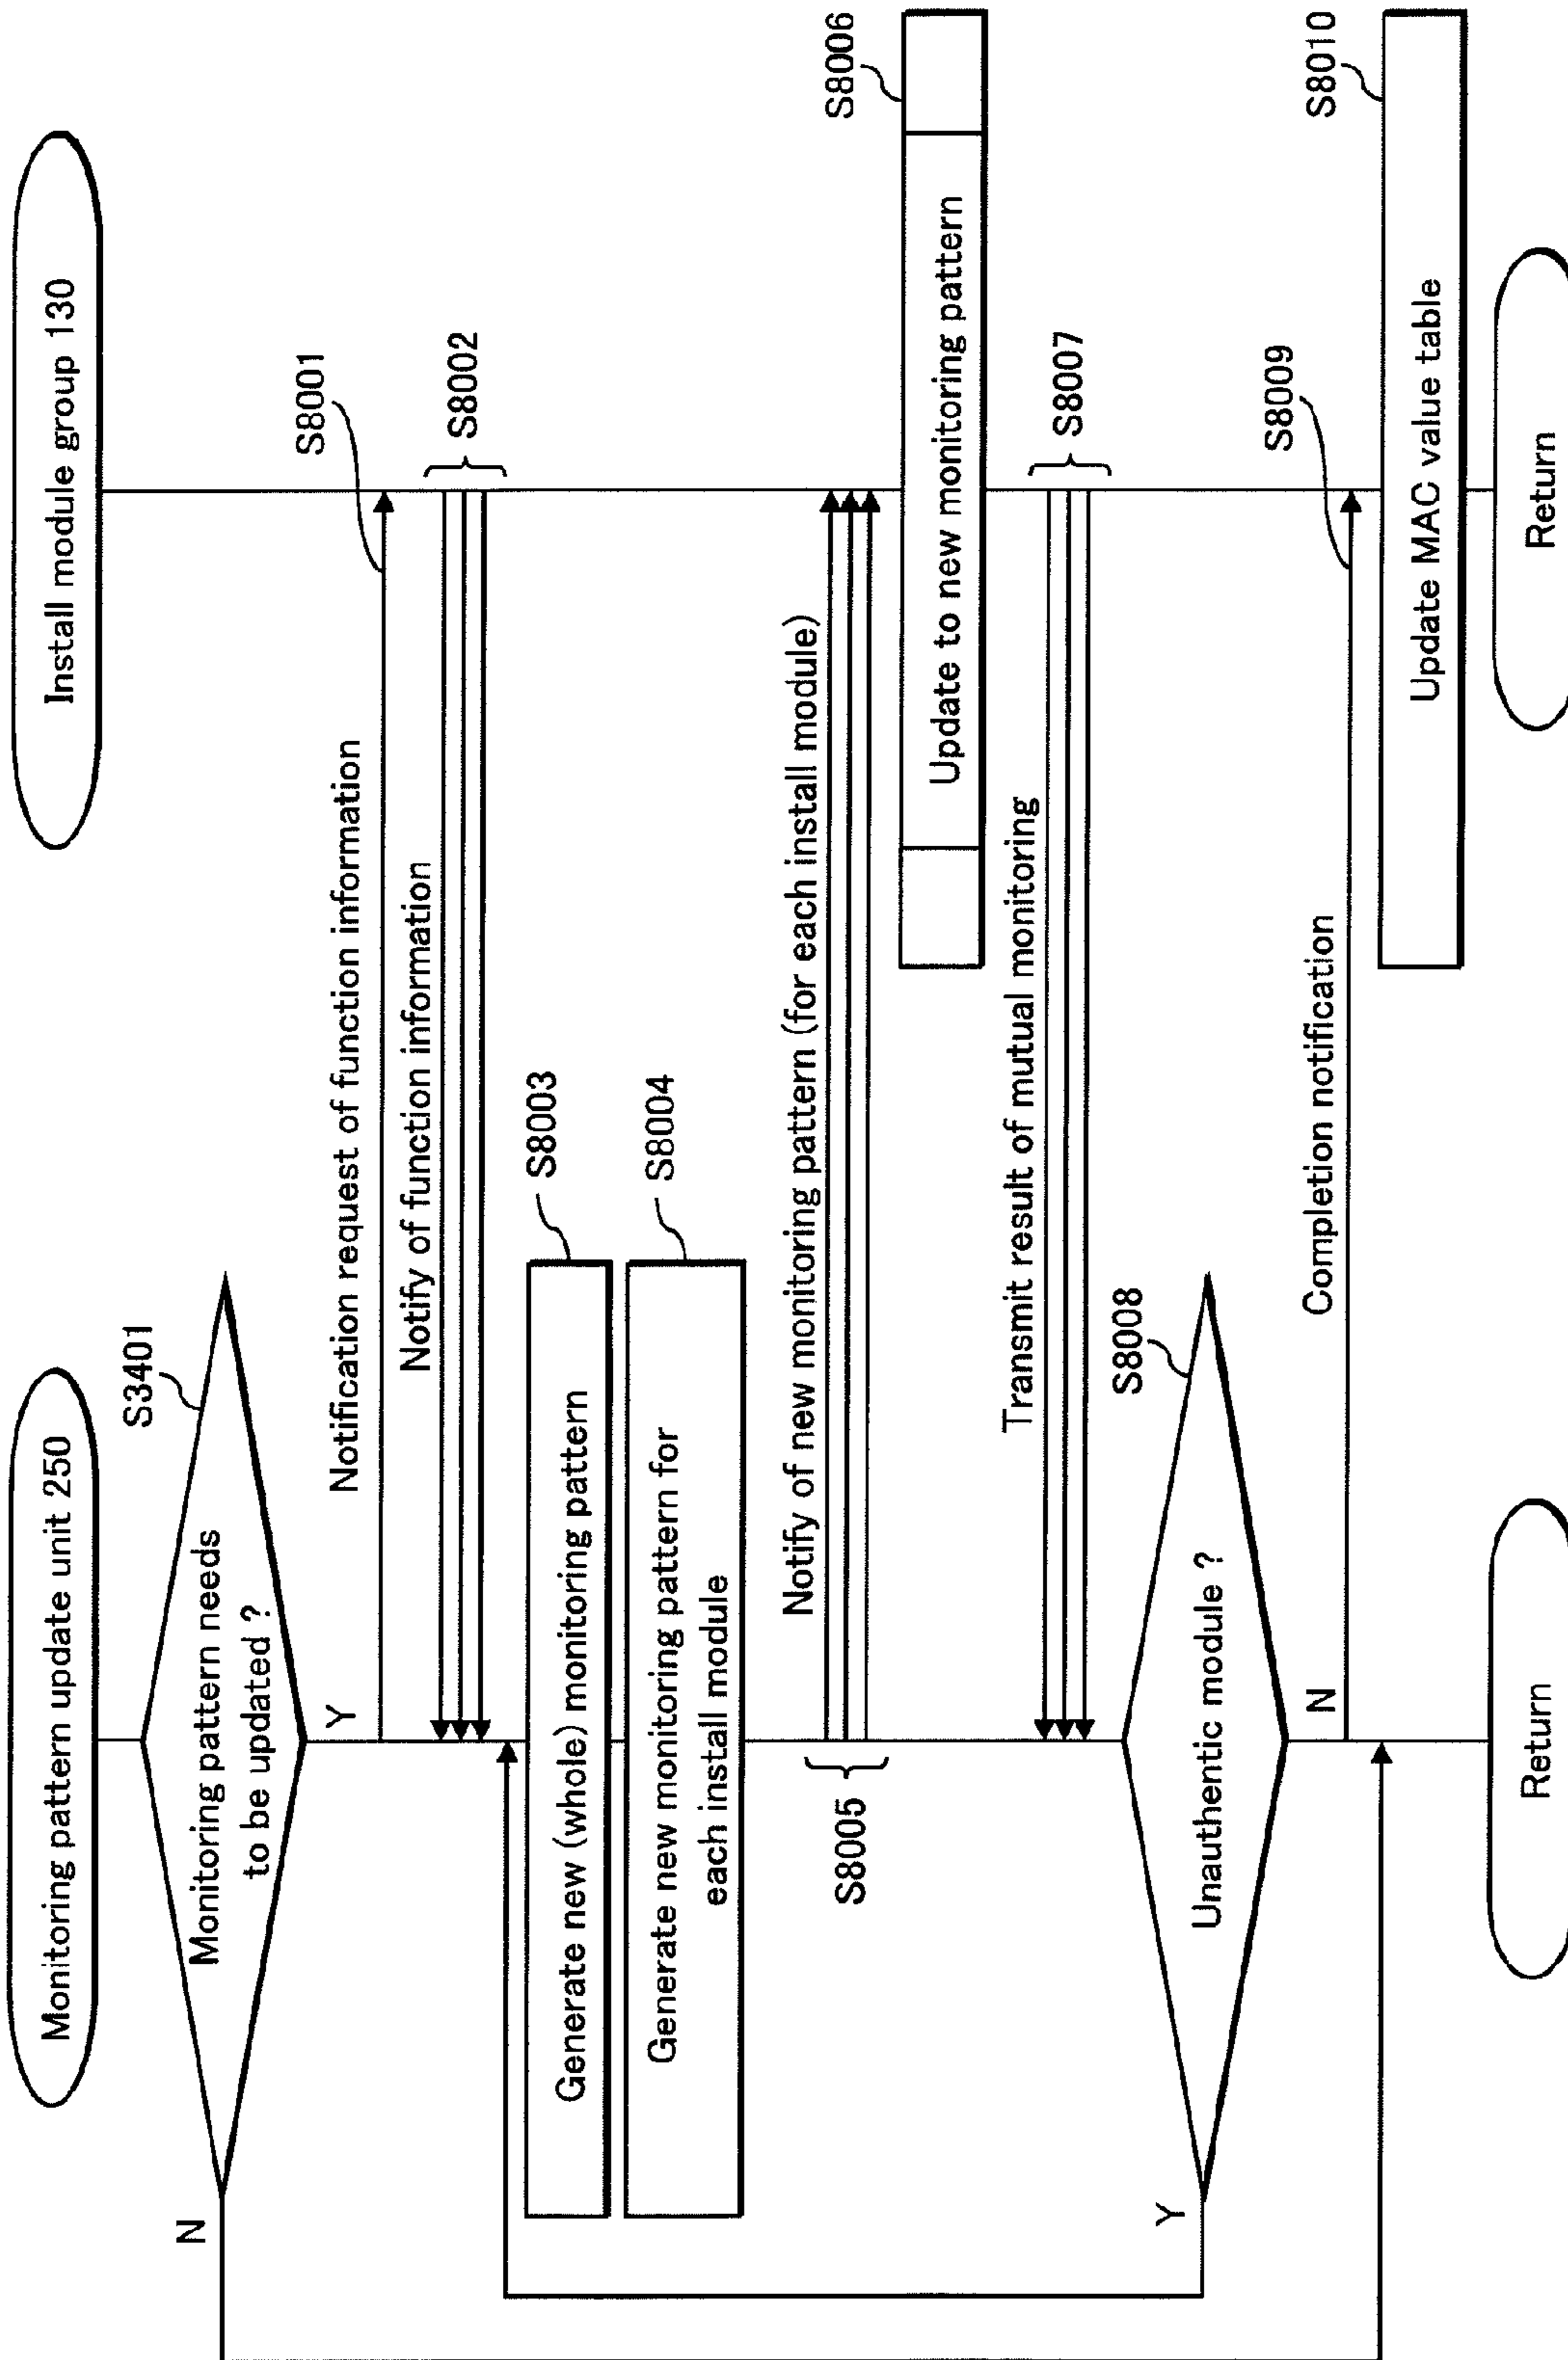 Monitoring pattern update unit 250
Install module group 130
S3401
Monitoring pattern needs
to be updated ?
N
Y
Notification request of function information
S8001
Notify of function information
S8002
Generate new (whole) monitoring pattern
S8003
Generate new monitoring pattern for
each install module
S8004
Notify of new monitoring pattern (for each install module)
S8005
Update to new monitoring pattern
S8006
Transmit result of mutual monitoring
S8007
S8008
Unauthentic module ?
Y
N
Completion notification
S8009
Update MAC value table
S8010
Return
Return